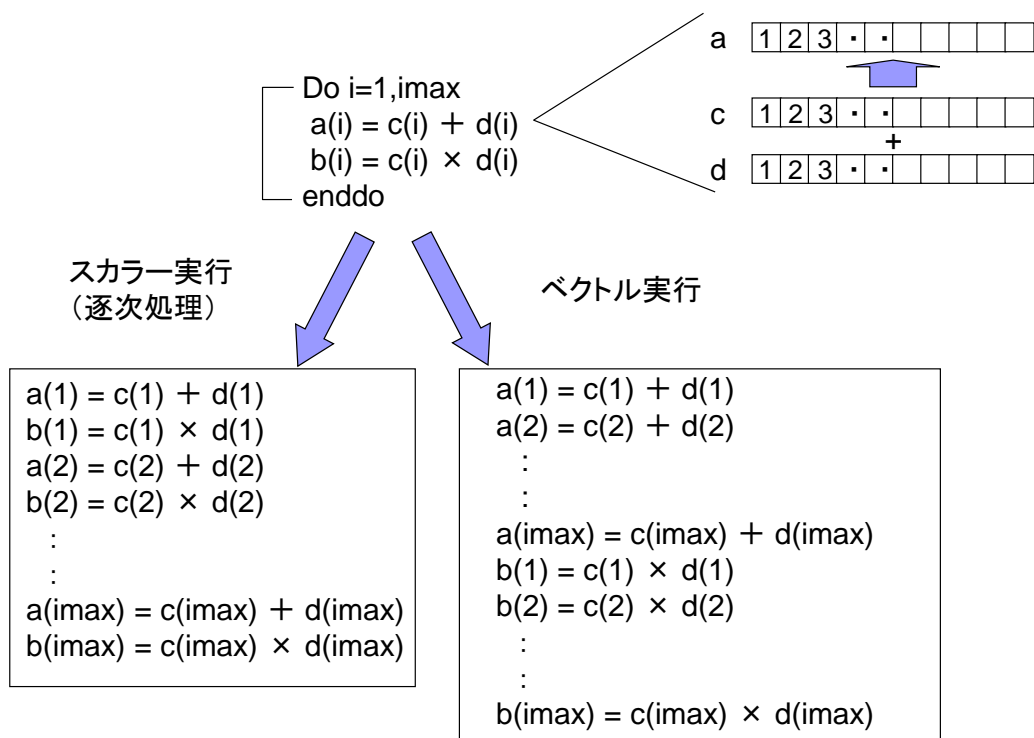 Do i=1,imax
a(i) = c(i) + d(i)
b(i) = c(i) × d(i)
enddo
a 1 2 3 ・ ・
c 1 2 3 ・ ・
+
d 1 2 3 ・ ・
スカラー実行
(逐次処理)
ベクトル実行
a(1) = c(1) + d(1)
b(1) = c(1) × d(1)
a(2) = c(2) + d(2)
b(2) = c(2) × d(2)
:
:
a(imax) = c(imax) + d(imax)
b(imax) = c(imax) × d(imax)
a(1) = c(1) + d(1)
a(2) = c(2) + d(2)
:
:
a(imax) = c(imax) + d(imax)
b(1) = c(1) × d(1)
b(2) = c(2) × d(2)
:
:
b(imax) = c(imax) × d(imax)